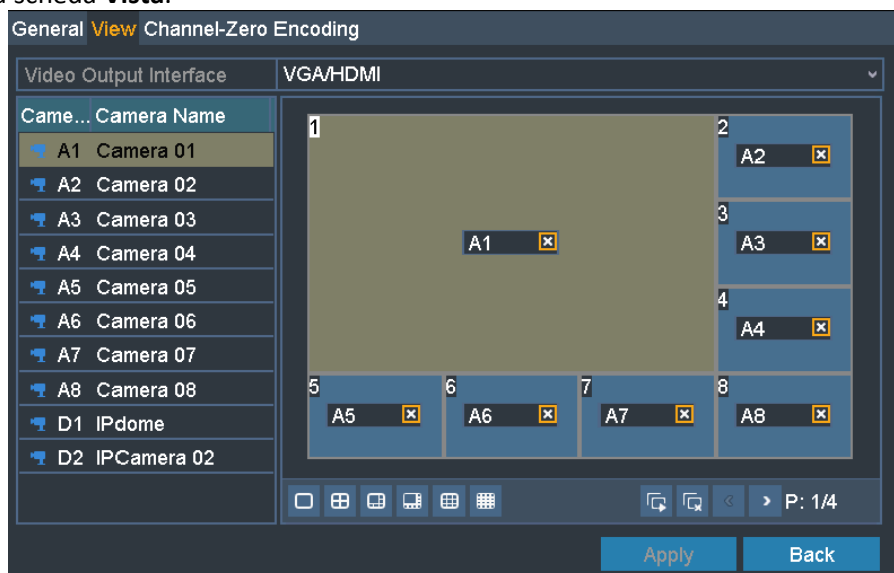 scheda Vista.
General View Channel-Zero Encoding
Video Output Interface VGA/HDMI
Came... Camera Name
A1 Camera 01
A2 Camera 02
A3 Camera 03
A4 Camera 04
A5 Camera 05
A6 Camera 06
A7 Camera 07
A8 Camera 08
D1 IPdome
D2 IPCamera 02
1
A1
2
A2
3
A3
4
A4
5
A5
6
A6
7
A7
8
A8
P: 1/4
Apply Back